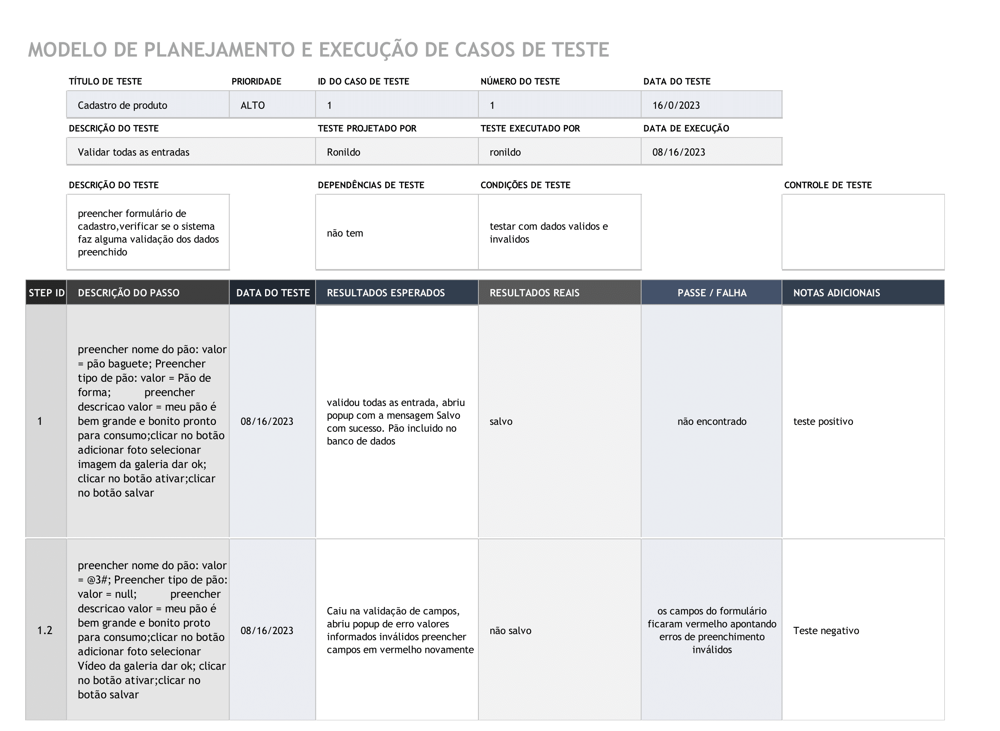 MODELO DE PLANEJAMENTO E EXECUÇÃO DE CASOS DE TESTE
TÍTULO DE TESTE PRIORIDADE ID DO CASO DE TESTE NÚMERO DO TESTE DATA DO TESTE
Cadastro de produto ALTO 1 1 16/0/2023
DESCRIÇÃO DO TESTE TESTE PROJETADO POR TESTE EXECUTADO POR DATA DE EXECUÇÃO
Validar todas as entradas Ronildo ronildo 08/16/2023
DESCRIÇÃO DO TESTE DEPENDÊNCIAS DE TESTE CONDIÇÕES DE TESTE CONTROLE DE TESTE
preencher formulário de
cadastro,verificar se o sistema
faz alguma validação dos dados
preenchido
não tem
testar com dados validos e
invalidos
STEP ID DESCRIÇÃO DO PASSO DATA DO TESTE RESULTADOS ESPERADOS RESULTADOS REAIS PASSE / FALHA NOTAS ADICIONAIS
1
preencher nome do pão: valor
= pão baguete; Preencher
tipo de pão: valor = Pão de
forma; preencher
descricao valor = meu pão é
bem grande e bonito pronto
para consumo;clicar no botão
adicionar foto selecionar
imagem da galeria dar ok;
clicar no botão ativar;clicar
no botão salvar
08/16/2023
validou todas as entrada, abriu
popup com a mensagem Salvo
com sucesso. Pão incluido no
banco de dados
salvo
não encontrado
teste positivo
1.2
preencher nome do pão: valor
= @3#; Preencher tipo de pão:
valor = null; preencher
descricao valor = meu pão é
bem grande e bonito proto
para consumo;clicar no botão
adicionar foto selecionar
Vídeo da galeria dar ok; clicar
no botão ativar;clicar no
botão salvar
08/16/2023
Caiu na validação de campos,
abriu popup de erro valores
informados inválidos preencher
campos em vermelho novamente
não salvo
os campos do formulário
ficaram vermelho apontando
erros de preenchimento
inválidos
Teste negativo